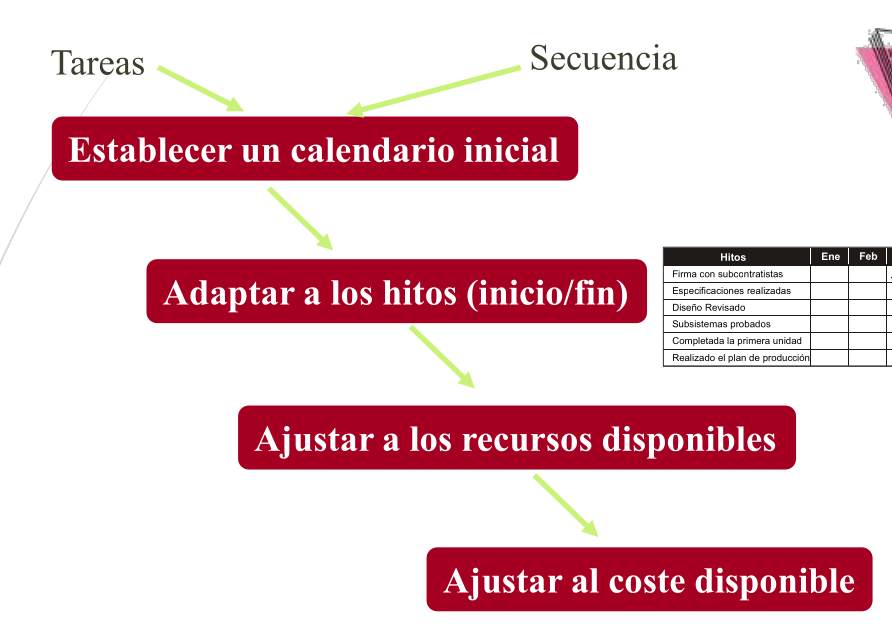 Tareas
Secuencia
Establecer un calendario inicial
Adaptar a los hitos (inicio/fin)
Hitos Ene Feb
Firma con subcontratistas
Especificaciones realizadas
Diseño Revisado
Subsistemas probados
Completada la primera unidad
Realizado el plan de producción
Ajustar a los recursos disponibles
Ajustar al coste disponible